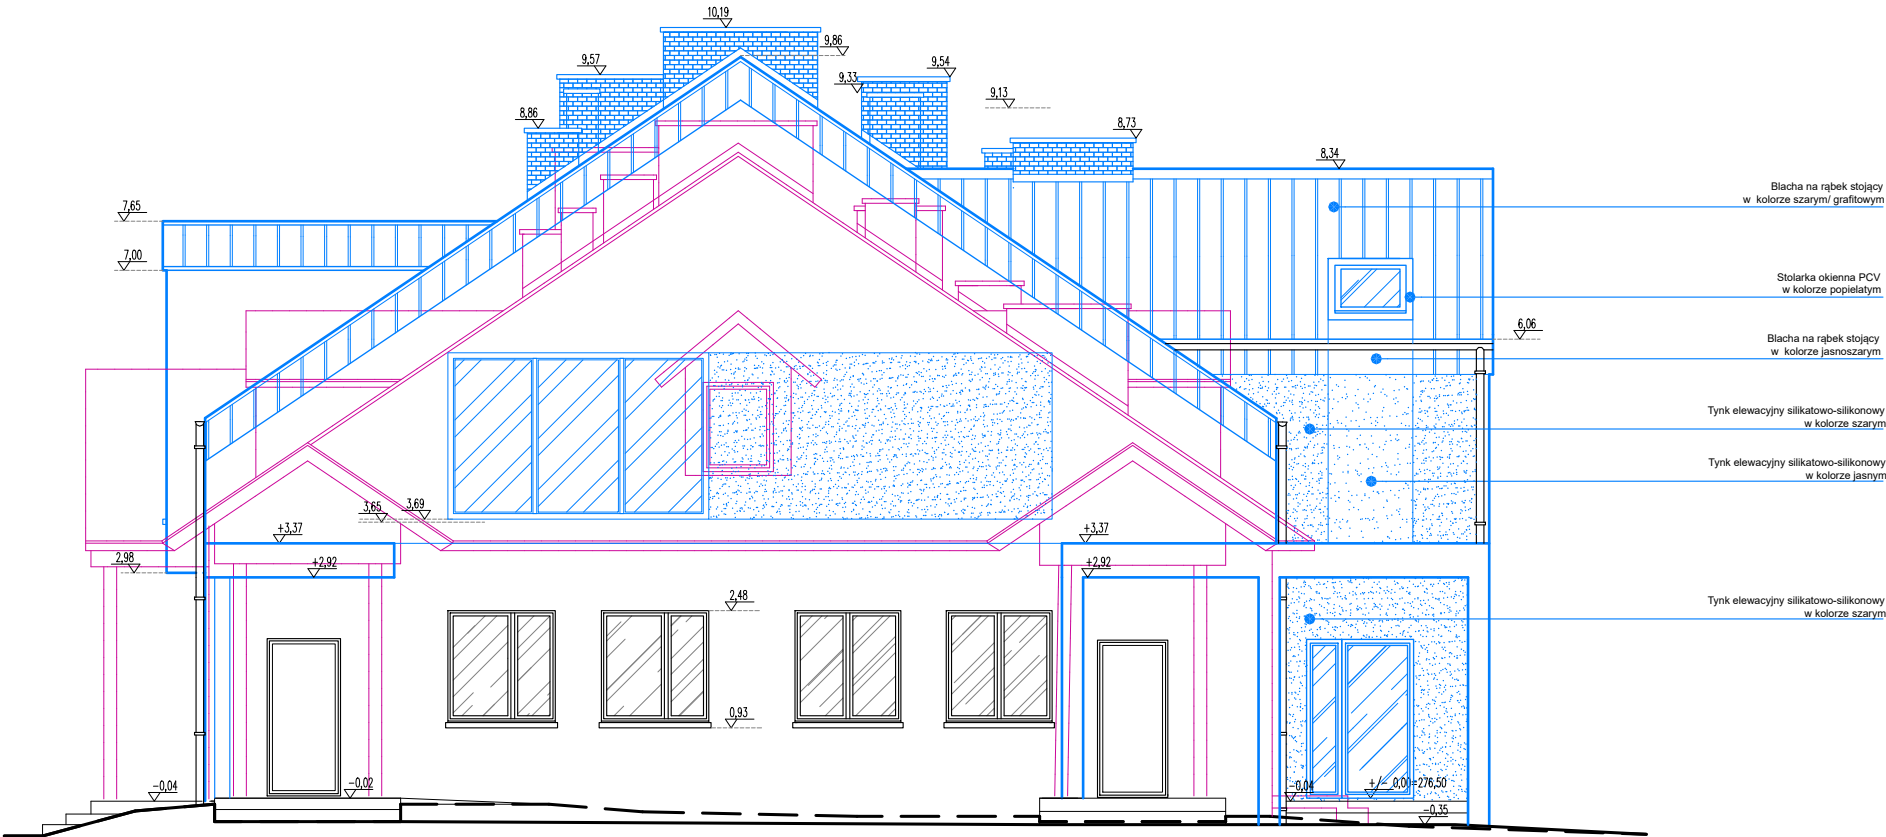 10,19
9,86
9,57
9,33
9,54
9,13
8,86
8,73
8,34
Blacha na rąbek stojący
w kolorze szarym/ grafitowym
7,65
7,00
Stolarka okienna PCV
w kolorze popielatym
6,06
Blacha na rąbek stojący
w kolorze jasnoszarym
Tynk elewacyjny silikatowo-silikonowy
w kolorze szarym
Tynk elewacyjny silikatowo-silikonowy
w kolorze jasnym
3,65
3,69
+3,37
+3,37
2,98
+2,92
+2,92
2,48
Tynk elewacyjny silikatowo-silikonowy
w kolorze szarym
0,93
-0,04
-0,02
-0,04
+/- 0,00=276,50
-0,35